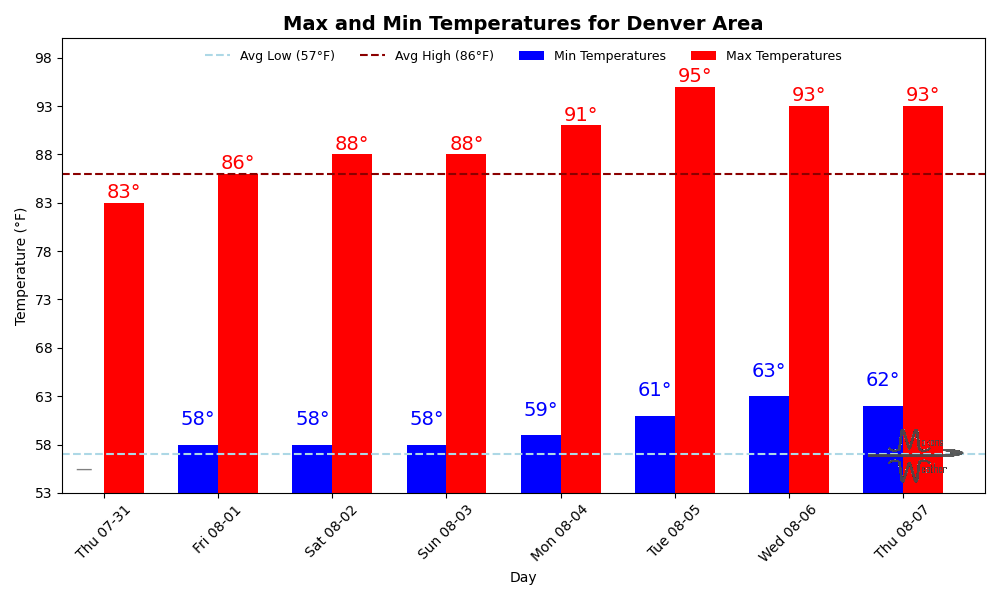 Max and Min Temperatures for Denver Area
Avg Low (57°F) Avg High (86°F) Min Temperatures Max Temperatures
98
93
88
83
78
73
68
63
58
53
Temperature (°F)
83° 86° 88° 88° 91° 95° 93° 93°
— 58° 58° 58° 59° 61° 63° 62°
Thu 07-31 Fri 08-01 Sat 08-02 Sun 08-03 Mon 08-04 Tue 08-05 Wed 08-06 Thu 08-07
Day